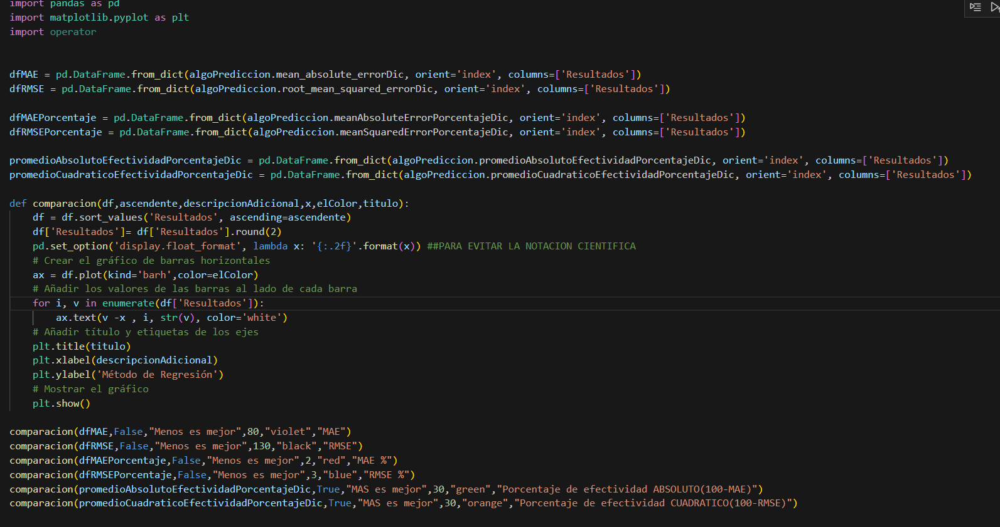 import pandas as pd
import matplotlib.pyplot as plt
import operator
dfMAE = pd.DataFrame.from_dict(algoPrediccion.mean_absolute_errorDic, orient='index', columns=['Resultados'])
dfRMSE = pd.DataFrame.from_dict(algoPrediccion.root_mean_squared_errorDic, orient='index', columns=['Resultados'])
dfMAEPorcentaje = pd.DataFrame.from_dict(algoPrediccion.meanAbsoluteErrorPorcentajeDic, orient='index', columns=['Resultados'])
dfRMSEPorcentaje = pd.DataFrame.from_dict(algoPrediccion.meanSquaredErrorPorcentajeDic, orient='index', columns=['Resultados'])
promedioAbsolutoEfectividadPorcentajeDic = pd.DataFrame.from_dict(algoPrediccion.promedioAbsolutoEfectividadPorcentajeDic, orient='index', columns=['Resultados'])
promedioCuadraticoEfectividadPorcentajeDic = pd.DataFrame.from_dict(algoPrediccion.promedioCuadraticoEfectividadPorcentajeDic, orient='index', columns=['Resultados'])
def comparacion(df,ascendente,descripcionAdicional,x,elColor,titulo):
    df = df.sort_values('Resultados', ascending=ascendente)
    df['Resultados']= df['Resultados'].round(2)
    pd.set_option('display.float_format', lambda x: '{:.2f}'.format(x)) ##PARA EVITAR LA NOTACION CIENTIFICA
    # Crear el gráfico de barras horizontales
    ax = df.plot(kind='barh',color=elColor)
    # Añadir los valores de las barras al lado de cada barra
    for i, v in enumerate(df['Resultados']):
        ax.text(v -x , i, str(v), color='white')
    # Añadir título y etiquetas de los ejes
    plt.title(titulo)
    plt.xlabel(descripcionAdicional)
    plt.ylabel('Método de Regresión')
    # Mostrar el gráfico
    plt.show()
comparacion(dfMAE,False,"Menos es mejor",80,"violet","MAE")
comparacion(dfRMSE,False,"Menos es mejor",130,"black","RMSE")
comparacion(dfMAEPorcentaje,False,"Menos es mejor",2,"red","MAE %")
comparacion(dfRMSEPorcentaje,False,"Menos es mejor",3,"blue","RMSE %")
comparacion(promedioAbsolutoEfectividadPorcentajeDic,True,"MAS es mejor",30,"green","Porcentaje de efectividad ABSOLUTO(100-MAE)")
comparacion(promedioCuadraticoEfectividadPorcentajeDic,True,"MAS es mejor",30,"orange","Porcentaje de efectividad CUADRATICO(100-RMSE)")